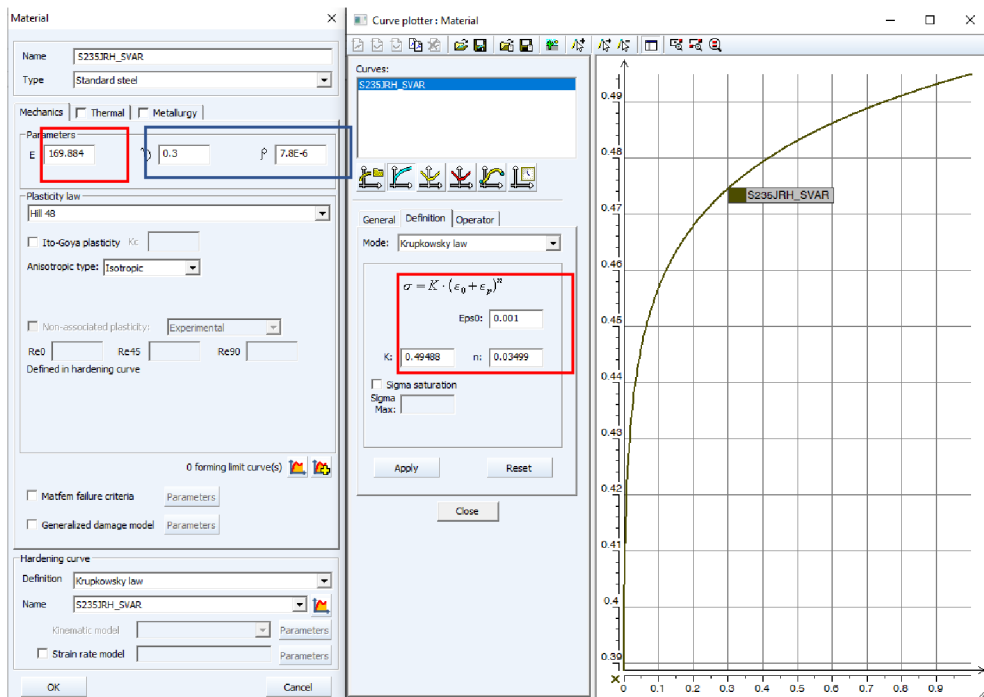 Material
Name S235JRH_SVAR
Type Standard steel
Mechanics Thermal Metallurgy
Parameters
E 169.884 0.3 ρ 7.8E-6
Plasticity law
Hill 48
Ito-Goya plasticity
Anisotropic type: Isotropic
Non-associated plasticity: Experimental
Re0 Re45 Re90
Defined in hardening curve
0 forming limit curve(s)
Matfem failure criteria Parameters
Generalized damage model Parameters
Hardening curve
Definition Krupkowsky law
Name S235JRH_SVAR
Kinematic model Parameters
Strain rate model Parameters
OK Cancel
Curve plotter : Material
Curves:
S235JRH_SVAR
General Definition Operator
Mode: Krupkowsky law
σ = K · (ε₀ + εₚ)ⁿ
Eps0: 0.001
K: 0.49488 n: 0.03499
Sigma saturation
Sigma
Max:
Apply Reset
Close
0.49
0.48
S235JRH_SVAR
0.47
0.46
0.45
0.44
0.43
0.42
0.41
0.4
0.39
X 0 0.1 0.2 0.3 0.4 0.5 0.6 0.7 0.8 0.9